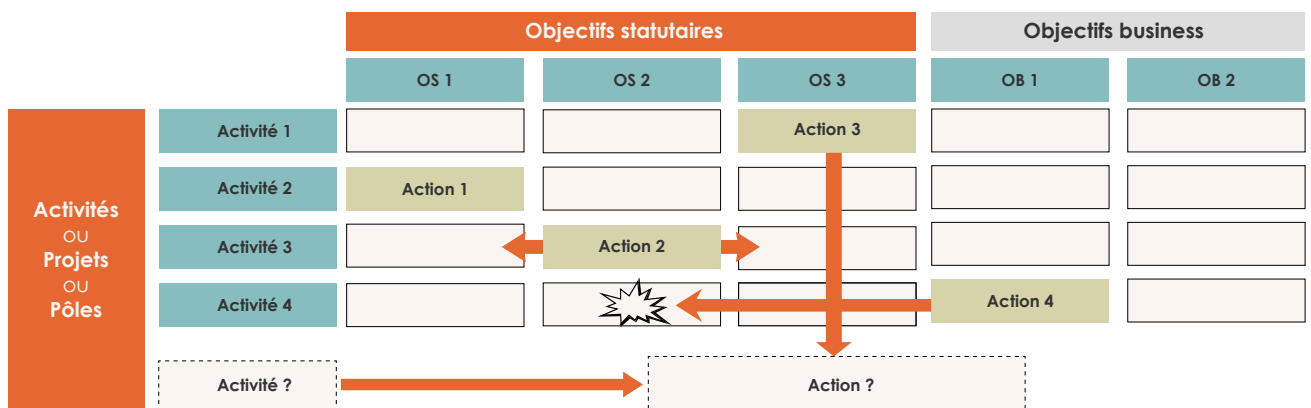 Objectifs statutaires
Objectifs business
OS 1
OS 2
OS 3
OB 1
OB 2
Activités
OU
Projets
OU
Pôles
Activité 1
Action 3
Activité 2
Action 1
Activité 3
Action 2
Activité 4
Action 4
Activité ?
Action ?